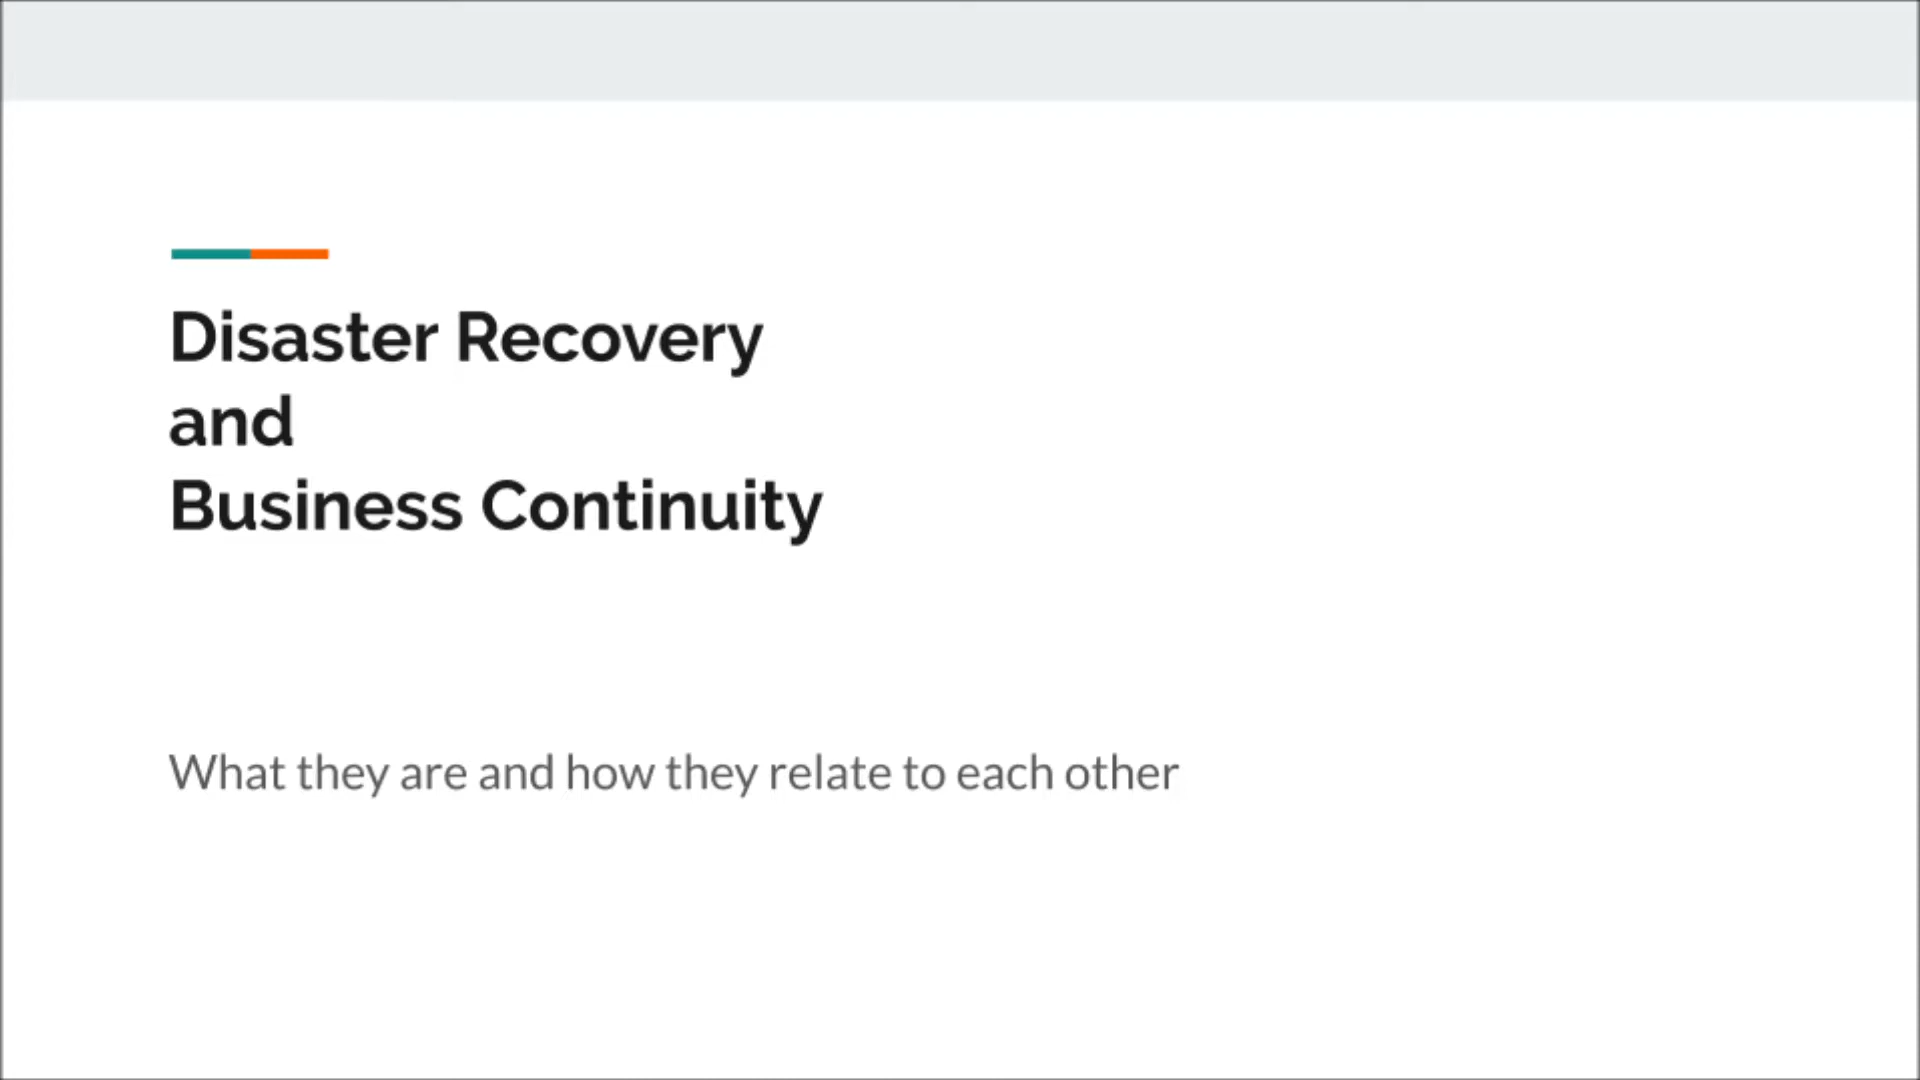 Disaster Recovery
and
Business Continuity
What they are and how they relate to each other